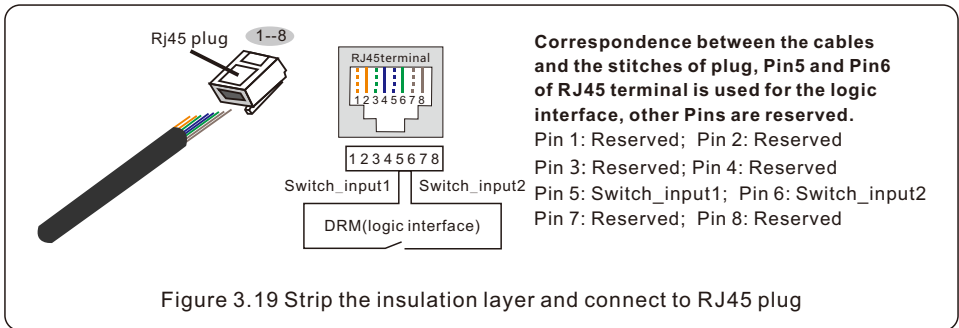 Rj45 plug
1--8
RJ45terminal
1 2 3 4 5 6 7 8
1 2 3 4 5 6 7 8
Switch_input1
Switch_input2
DRM(logic interface)
Correspondence between the cables
and the stitches of plug, Pin5 and Pin6
of RJ45 terminal is used for the logic
interface, other Pins are reserved.
Pin 1: Reserved; Pin 2: Reserved
Pin 3: Reserved; Pin 4: Reserved
Pin 5: Switch_input1; Pin 6: Switch_input2
Pin 7: Reserved; Pin 8: Reserved
Figure 3.19 Strip the insulation layer and connect to RJ45 plug